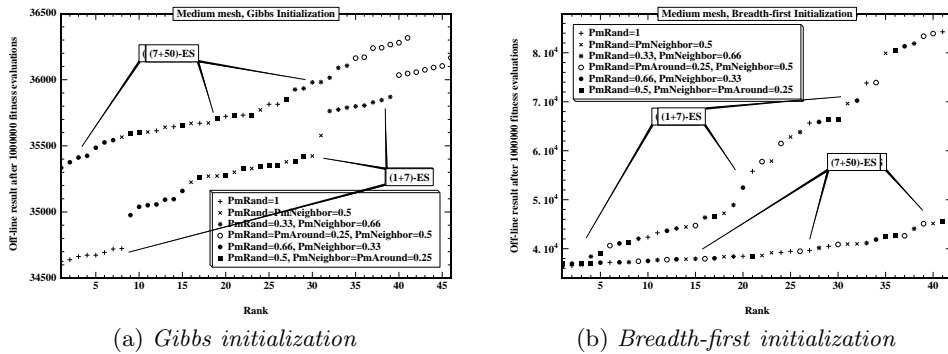 Medium mesh, Gibbs Initialization
Off-line result after 1000000 fitness evaluations
36500
36000
35500
35000
34500
( (7+50)-ES
(1+7)-ES
PmRand=1
PmRand=PmNeighbor=0.5
PmRand=0.33, PmNeighbor=0.66
PmRand=PmAround=0.25, PmNeighbor=0.5
PmRand=0.66, PmNeighbor=0.33
PmRand=0.5, PmNeighbor=PmAround=0.25
5 10 15 20 25 30 35 40 45
Rank
(a) Gibbs initialization
Medium mesh, Breadth-first Initialization
Off-line result after 1000000 fitness evaluations
8.1 10⁴
7.1 10⁴
6.1 10⁴
5.1 10⁴
4.1 10⁴
PmRand=1
PmRand=PmNeighbor=0.5
PmRand=0.33, PmNeighbor=0.66
PmRand=PmAround=0.25, PmNeighbor=0.5
PmRand=0.66, PmNeighbor=0.33
PmRand=0.5, PmNeighbor=PmAround=0.25
( (1+7)-ES
(7+50)-ES
5 10 15 20 25 30 35 40
Rank
(b) Breadth-first initialization